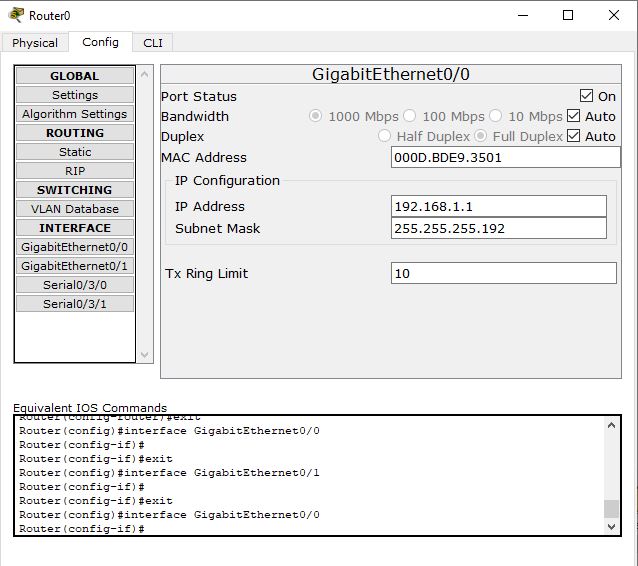 Router0
Physical Config CLI
GLOBAL
Settings
Algorithm Settings
ROUTING
Static
RIP
SWITCHING
VLAN Database
INTERFACE
GigabitEthernet0/0
GigabitEthernet0/1
Serial0/3/0
Serial0/3/1
GigabitEthernet0/0
Port Status On
Bandwidth 1000 Mbps 100 Mbps 10 Mbps Auto
Duplex Half Duplex Full Duplex Auto
MAC Address 000D.BDE9.3501
IP Configuration
IP Address 192.168.1.1
Subnet Mask 255.255.255.192
Tx Ring Limit 10
Equivalent IOS Commands
Router(config-router)#exit
Router(config)#interface GigabitEthernet0/0
Router(config-if)#
Router(config-if)#exit
Router(config)#interface GigabitEthernet0/1
Router(config-if)#
Router(config-if)#exit
Router(config)#interface GigabitEthernet0/0
Router(config-if)#